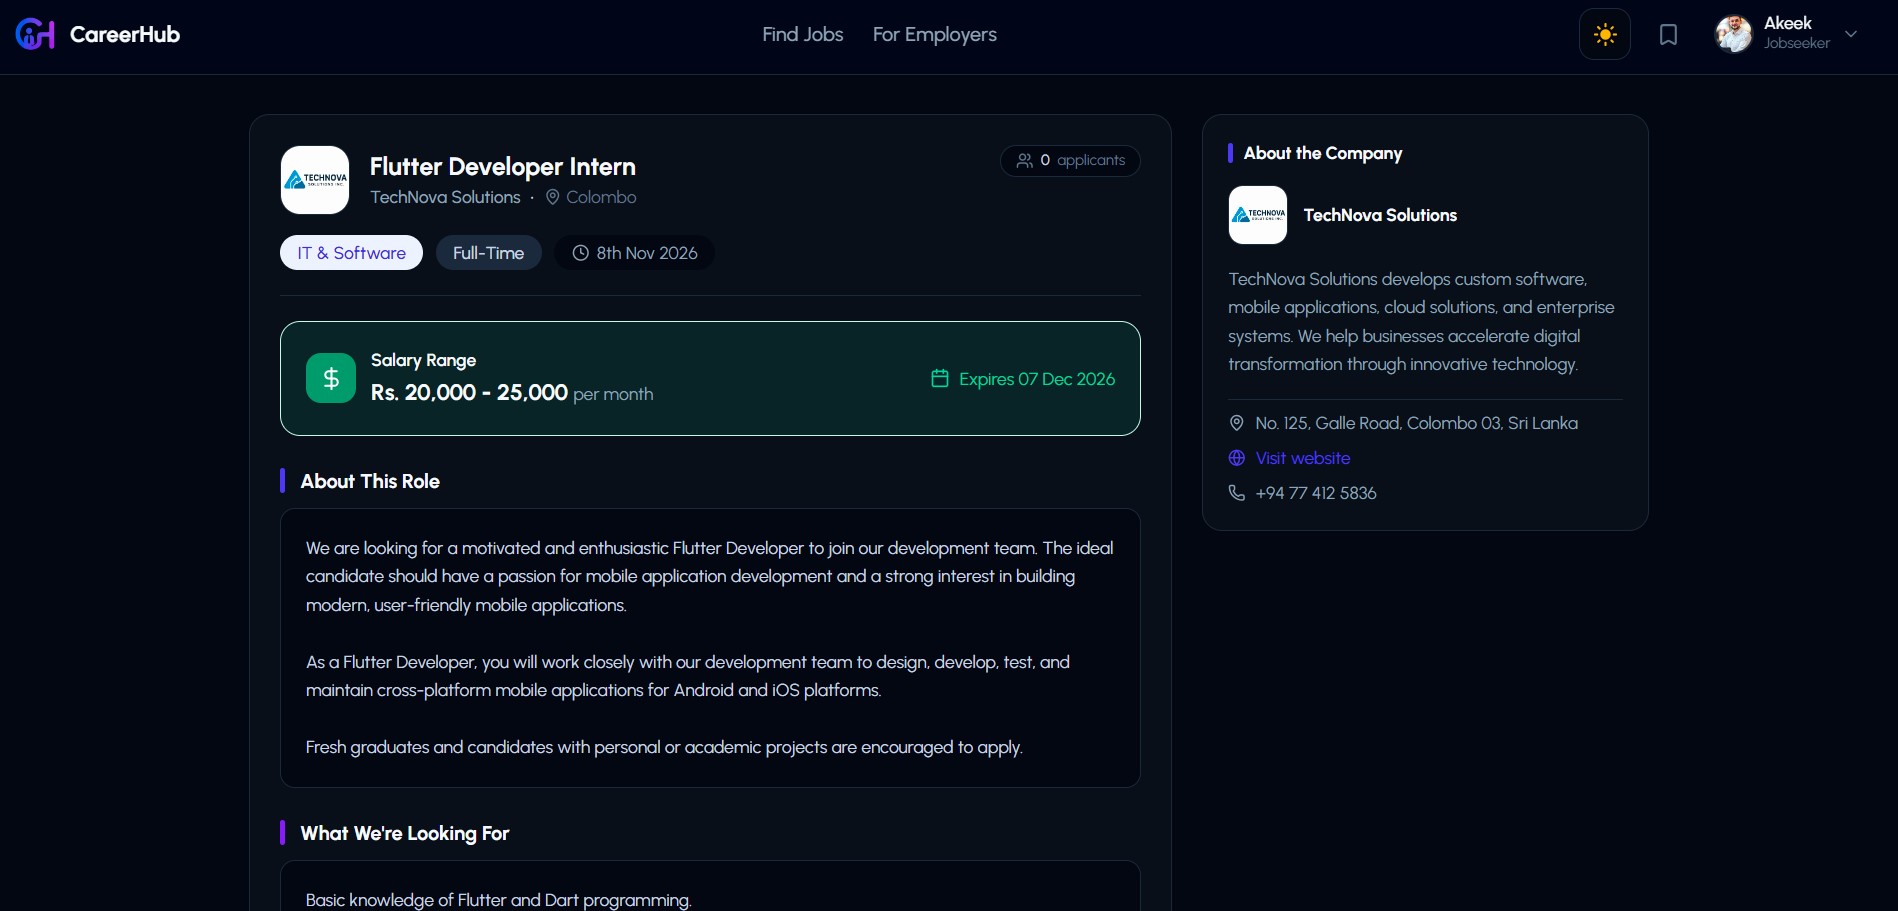 CareerHub
Find Jobs
For Employers
Akeek
Jobseeker
TECHNOVA
SOLUTIONS INC.
Flutter Developer Intern
TechNova Solutions · Colombo
0 applicants
IT & Software
Full-Time
8th Nov 2026
Salary Range
Rs. 20,000 - 25,000 per month
Expires 07 Dec 2026
About This Role
We are looking for a motivated and enthusiastic Flutter Developer to join our development team. The ideal
candidate should have a passion for mobile application development and a strong interest in building
modern, user-friendly mobile applications.
As a Flutter Developer, you will work closely with our development team to design, develop, test, and
maintain cross-platform mobile applications for Android and iOS platforms.
Fresh graduates and candidates with personal or academic projects are encouraged to apply.
What We're Looking For
Basic knowledge of Flutter and Dart programming.
About the Company
TECHNOVA
SOLUTIONS INC.
TechNova Solutions
TechNova Solutions develops custom software,
mobile applications, cloud solutions, and enterprise
systems. We help businesses accelerate digital
transformation through innovative technology.
No. 125, Galle Road, Colombo 03, Sri Lanka
Visit website
+94 77 412 5836